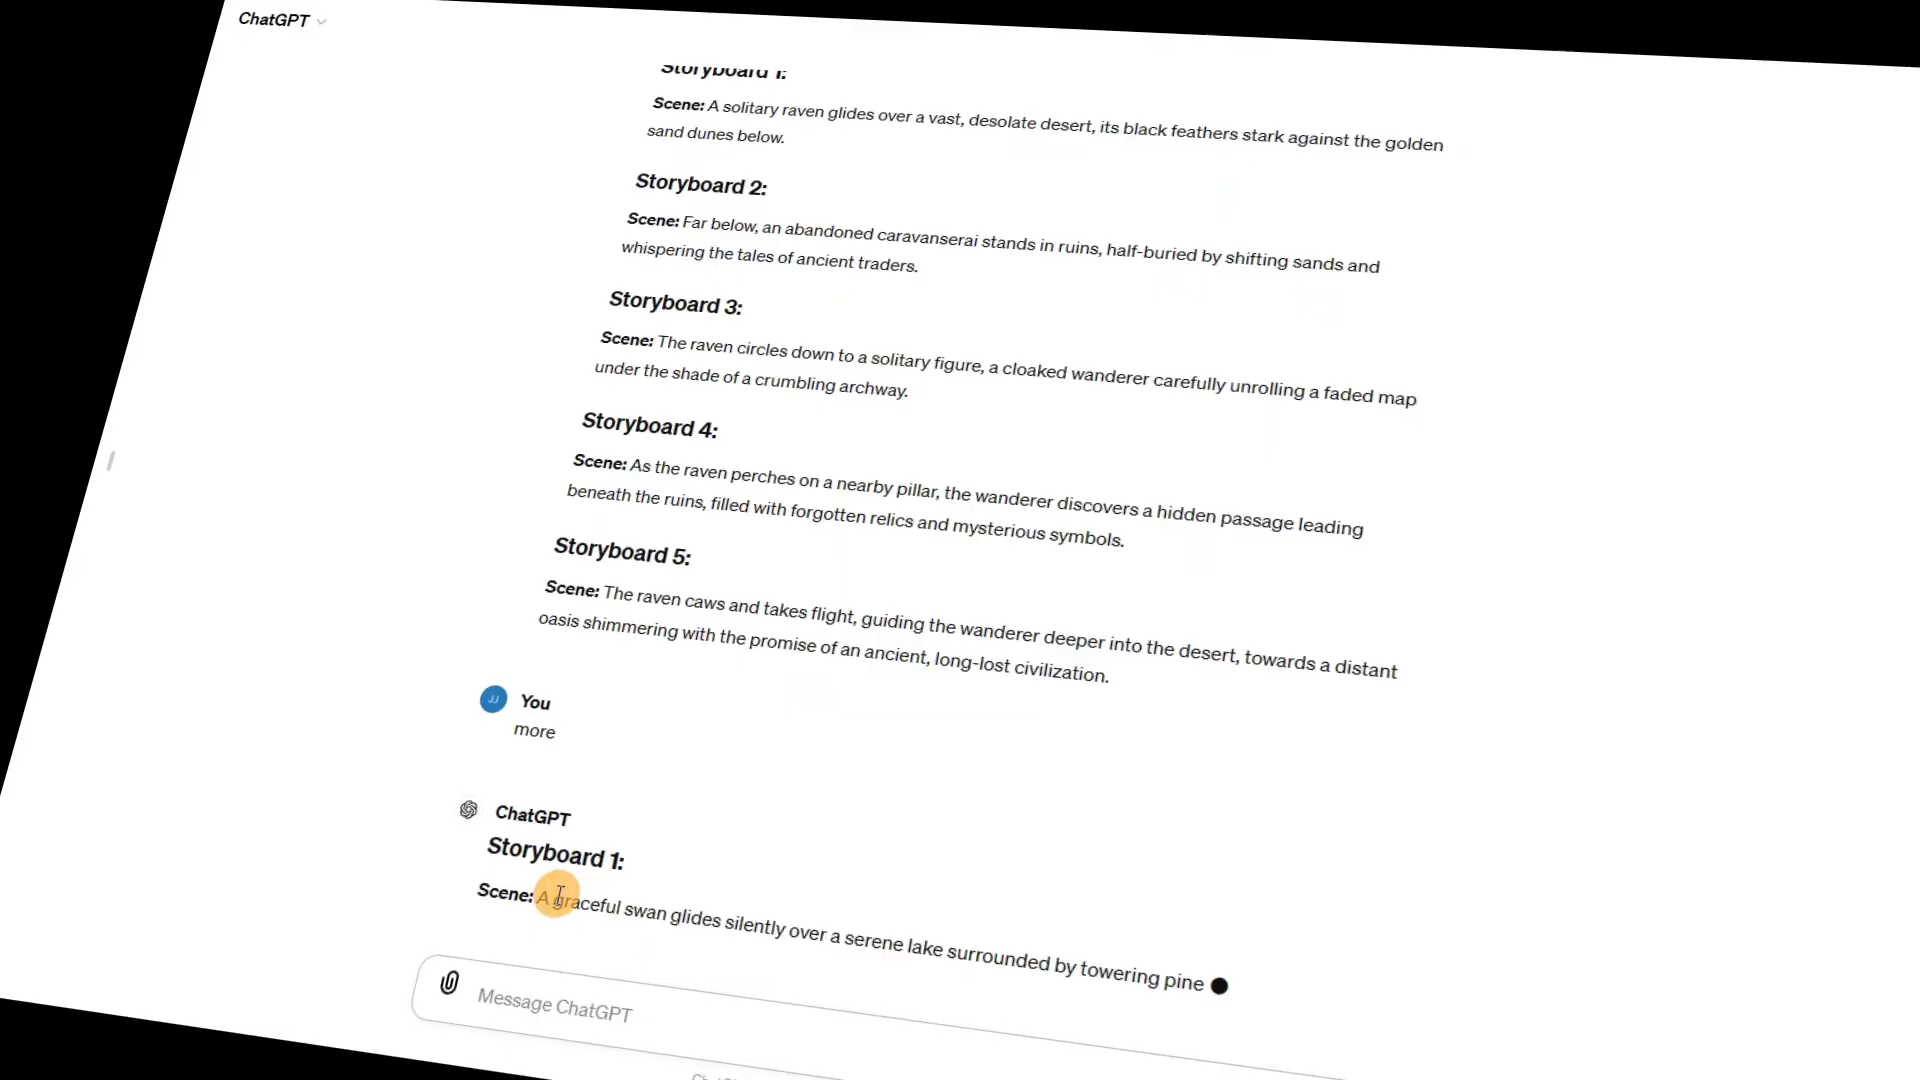 ChatGPT
Storyboard 1:
Scene: A solitary raven glides over a vast, desolate desert, its black feathers stark against the golden
sand dunes below.
Storyboard 2:
Scene: Far below, an abandoned caravanserai stands in ruins, half-buried by shifting sands and
whispering the tales of ancient traders.
Storyboard 3:
Scene: The raven circles down to a solitary figure, a cloaked wanderer carefully unrolling a faded map
under the shade of a crumbling archway.
Storyboard 4:
Scene: As the raven perches on a nearby pillar, the wanderer discovers a hidden passage leading
beneath the ruins, filled with forgotten relics and mysterious symbols.
Storyboard 5:
Scene: The raven caws and takes flight, guiding the wanderer deeper into the desert, towards a distant
oasis shimmering with the promise of an ancient, long-lost civilization.
JJ
You
more
ChatGPT
Storyboard 1:
Scene: A graceful swan glides silently over a serene lake surrounded by towering pine
Message ChatGPT